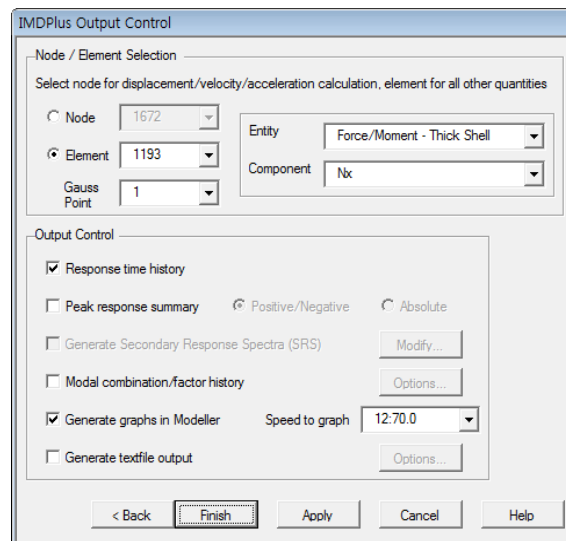 IMDPlus Output Control
Node / Element Selection
Select node for displacement/velocity/acceleration calculation, element for all other quantities
Node 1672
Element 1193
Gauss Point 1
Entity Force/Moment - Thick Shell
Component Nx
Output Control
Response time history
Peak response summary Positive/Negative Absolute
Generate Secondary Response Spectra (SRS) Modify...
Modal combination/factor history Options...
Generate graphs in Modeller Speed to graph 12:70.0
Generate textfile output Options...
< Back Finish Apply Cancel Help